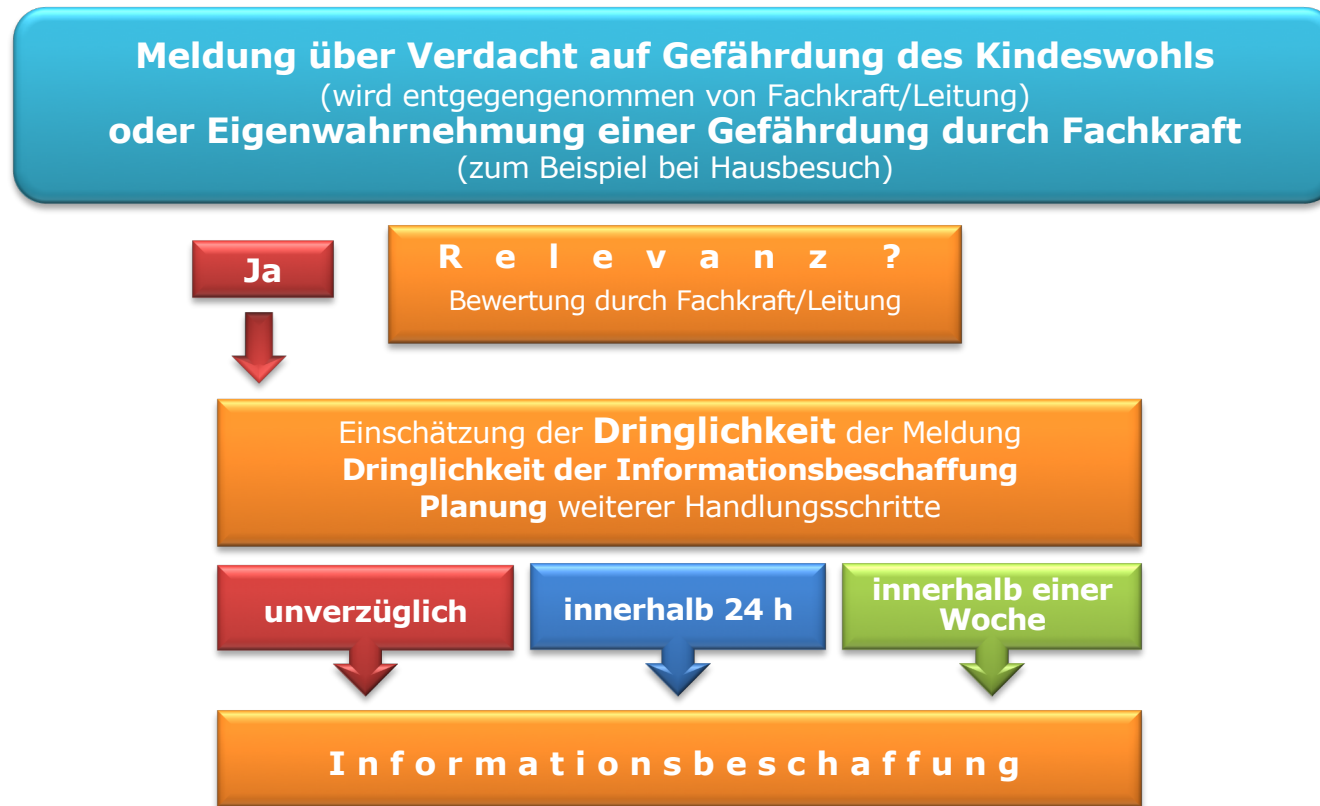 Meldung über Verdacht auf Gefährdung des Kindeswohls
(wird entgegengenommen von Fachkraft/Leitung)
oder Eigenwahrnehmung einer Gefährdung durch Fachkraft
(zum Beispiel bei Hausbesuch)
Ja
Relevanz ?
Bewertung durch Fachkraft/Leitung
Einschätzung der Dringlichkeit der Meldung
Dringlichkeit der Informationsbeschaffung
Planung weiterer Handlungsschritte
unverzüglich
innerhalb 24 h
innerhalb einer
Woche
Informationsbeschaffung